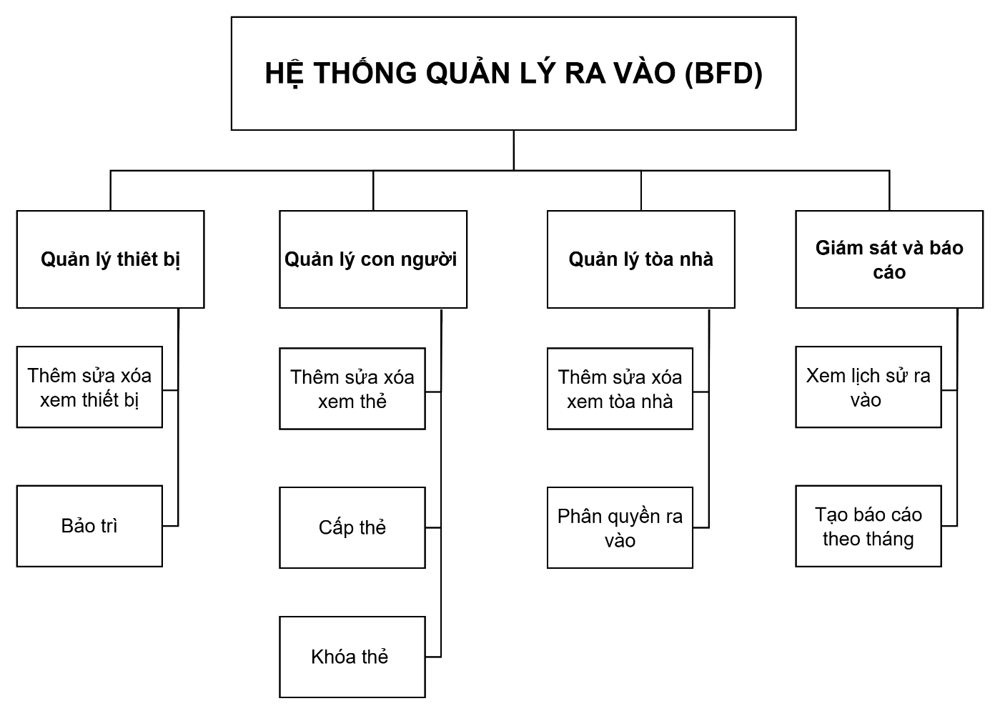 HỆ THỐNG QUẢN LÝ RA VÀO (BFD)
Quản lý thiêt bị
Thêm sửa xóa
xem thiết bị
Bảo trì
Quản lý con người
Thêm sửa xóa
xem thẻ
Cấp thẻ
Khóa thẻ
Quản lý tòa nhà
Thêm sửa xóa
xem tòa nhà
Phân quyền ra
vào
Giám sát và báo
cáo
Xem lịch sử ra
vào
Tạo báo cáo
theo tháng